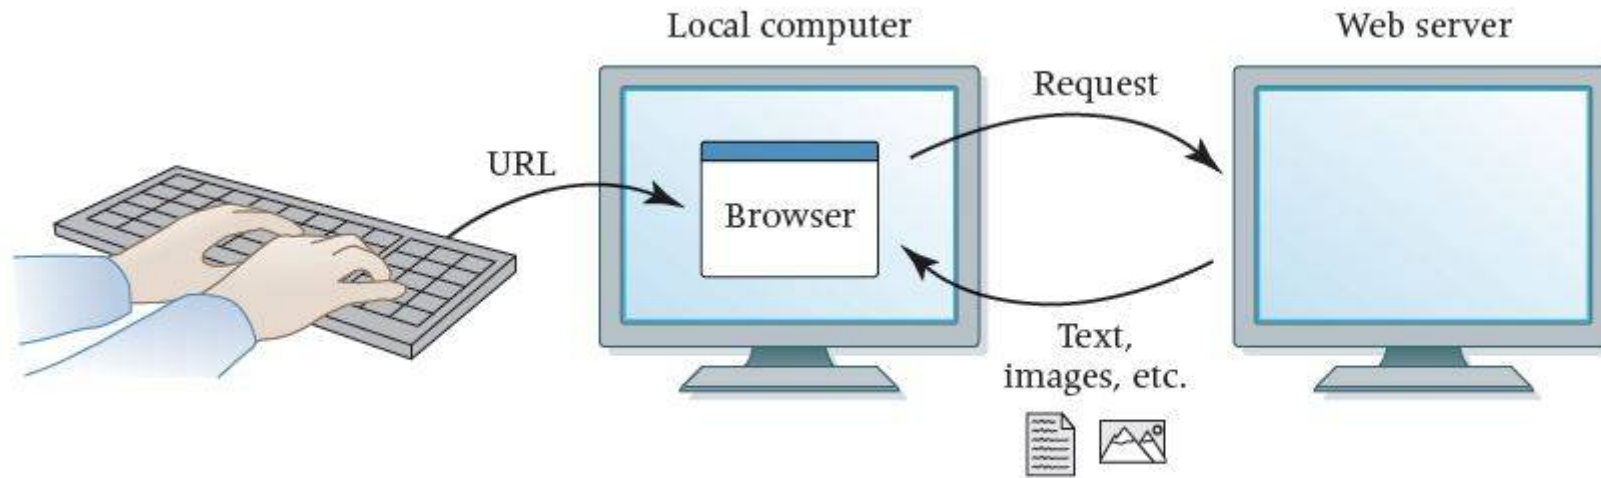 Local computer
Web server
Request
URL
Browser
Text,
images, etc.